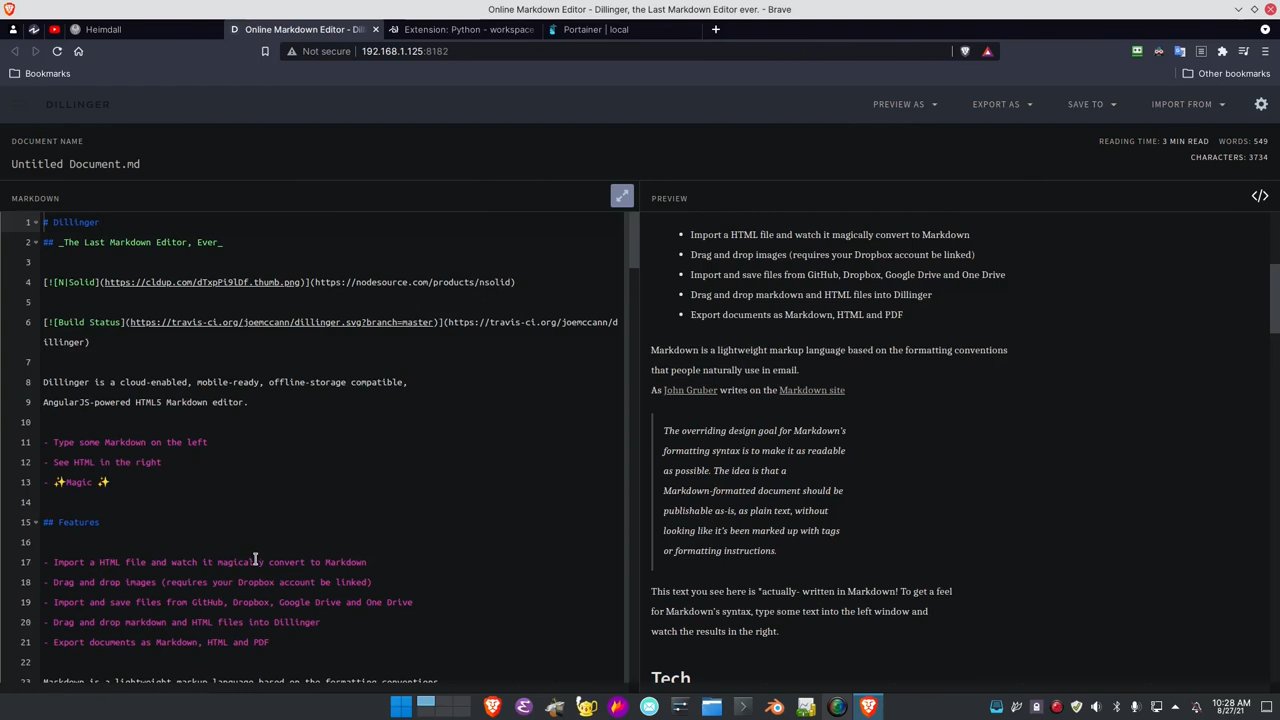 Online Markdown Editor - Dillinger, the Last Markdown Editor ever. - Brave
Heimdall
Online Markdown Editor - Dil
Extension: Python - workspace
Portainer | local
Not secure
192.168.1.125:8182
Bookmarks
Other bookmarks
DILLINGER
PREVIEW AS
EXPORT AS
SAVE TO
IMPORT FROM
DOCUMENT NAME
READING TIME: 3 MIN READ WORDS: 549
Untitled Document.md
CHARACTERS: 3734
MARKDOWN
1 # Dillinger
2 ## _The Last Markdown Editor, Ever_
3
4 [![N|Solid](https://cldup.com/dTxpPi9lDf.thumb.png)](https://nodesource.com/products/nsolid)
5
6 [![Build Status](https://travis-ci.org/joemccann/dillinger.svg?branch=master)](https://travis-ci.org/joemccann/d
illinger)
7
8 Dillinger is a cloud-enabled, mobile-ready, offline-storage compatible,
9 AngularJS-powered HTML5 Markdown editor.
10
11 - Type some Markdown on the left
12 - See HTML in the right
13 - ✨Magic ✨
14
15 ## Features
16
17 - Import a HTML file and watch it magically convert to Markdown
18 - Drag and drop images (requires your Dropbox account be linked)
19 - Import and save files from GitHub, Dropbox, Google Drive and One Drive
20 - Drag and drop markdown and HTML files into Dillinger
21 - Export documents as Markdown, HTML and PDF
22
23 Markdown is a lightweight markup language based on the formatting conventions
PREVIEW
</>
• Import a HTML file and watch it magically convert to Markdown
• Drag and drop images (requires your Dropbox account be linked)
• Import and save files from GitHub, Dropbox, Google Drive and One Drive
• Drag and drop markdown and HTML files into Dillinger
• Export documents as Markdown, HTML and PDF
Markdown is a lightweight markup language based on the formatting conventions
that people naturally use in email.
As John Gruber writes on the Markdown site
The overriding design goal for Markdown's
formatting syntax is to make it as readable
as possible. The idea is that a
Markdown-formatted document should be
publishable as-is, as plain text, without
looking like it's been marked up with tags
or formatting instructions.
This text you see here is *actually- written in Markdown! To get a feel
for Markdown's syntax, type some text into the left window and
watch the results in the right.
Tech
10:28 AM
8/27/21